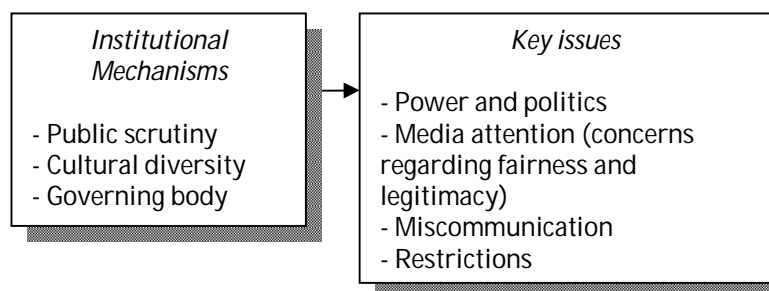 Institutional
Mechanisms
- Public scrutiny
- Cultural diversity
- Governing body
Key issues
- Power and politics
- Media attention (concerns
regarding fairness and
legitimacy)
- Miscommunication
- Restrictions